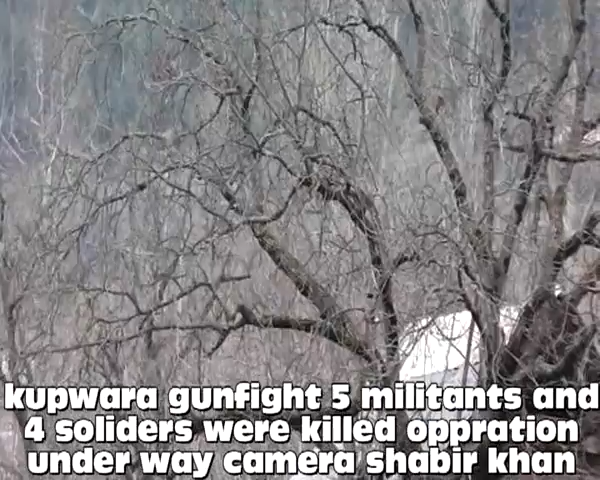 kupwara gunfight 5 militants and
4 soliders were killed oppration
under way camera shabir khan